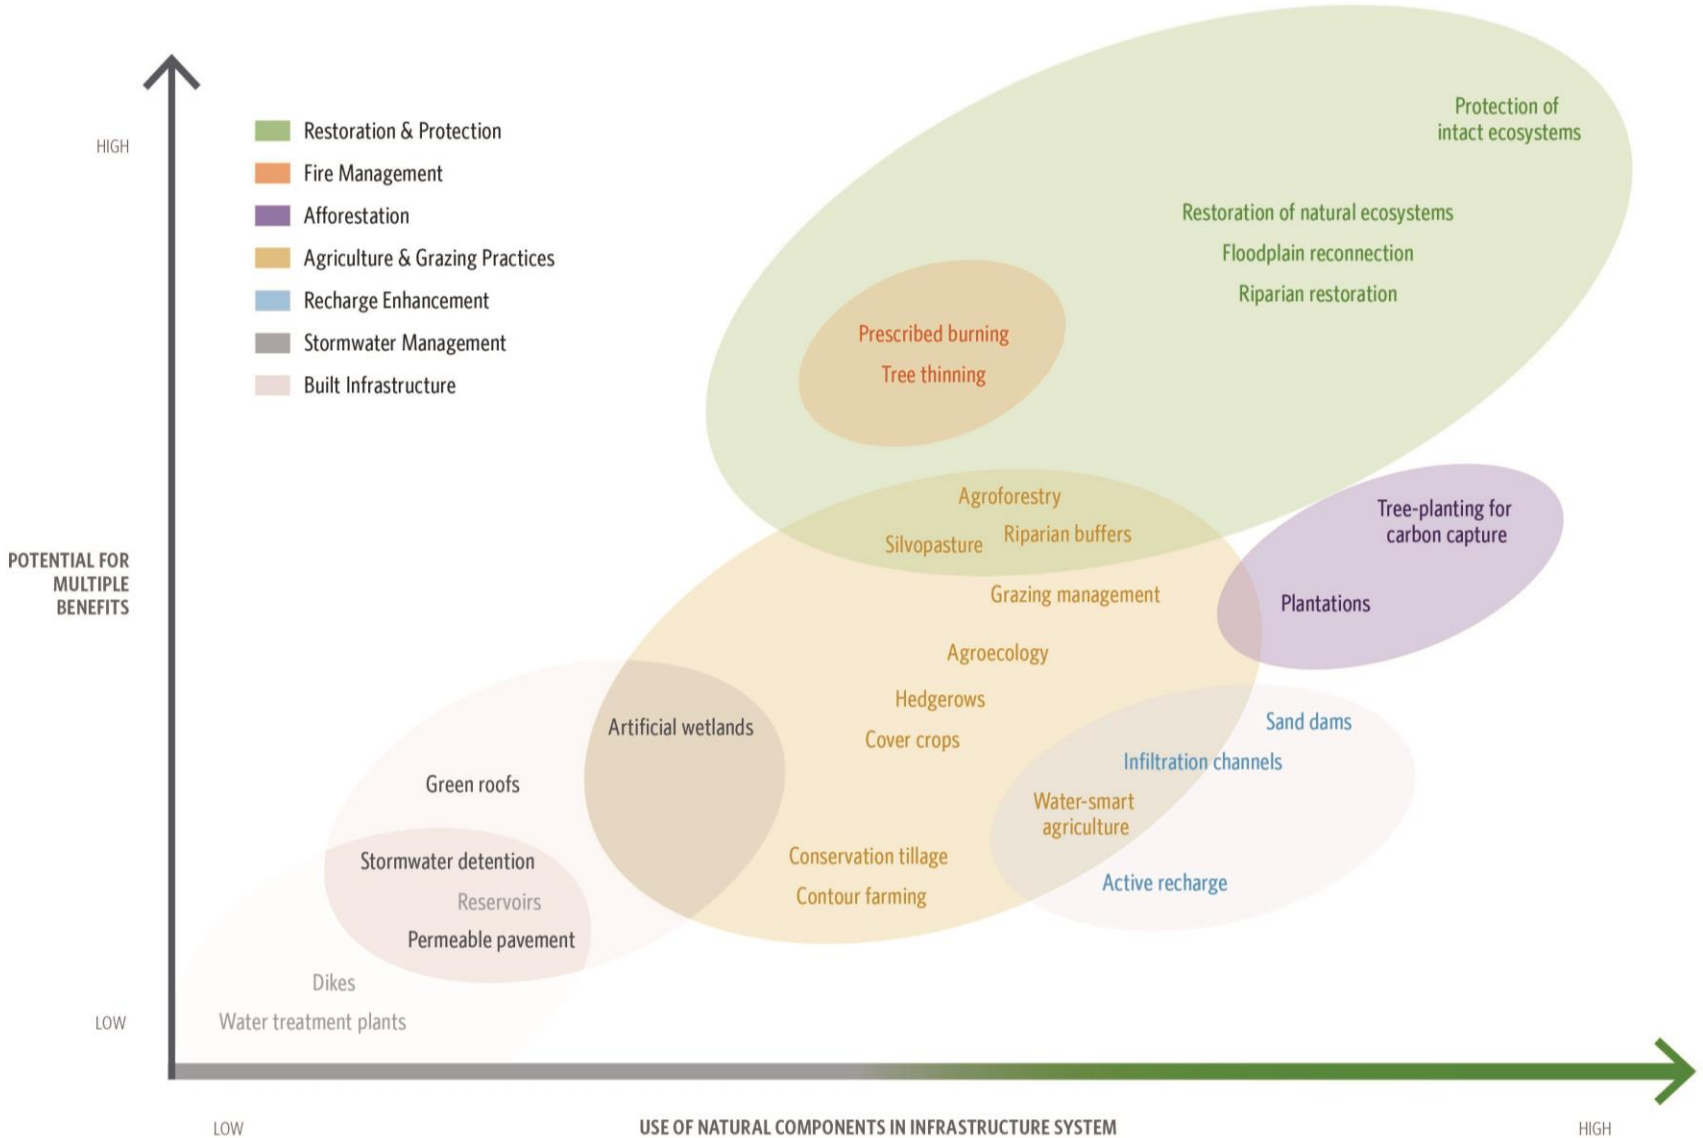 HIGH
Restoration & Protection
Fire Management
Afforestation
Agriculture & Grazing Practices
Recharge Enhancement
Stormwater Management
Built Infrastructure
Protection of
intact ecosystems
Restoration of natural ecosystems
Floodplain reconnection
Riparian restoration
Prescribed burning
Tree thinning
Agroforestry
Silvopasture
Riparian buffers
Grazing management
Agroecology
Hedgerows
Cover crops
Tree-planting for
carbon capture
Plantations
POTENTIAL FOR
MULTIPLE
BENEFITS
Artificial wetlands
Green roofs
Sand dams
Infiltration channels
Water-smart
agriculture
Active recharge
Conservation tillage
Contour farming
Stormwater detention
Reservoirs
Permeable pavement
Dikes
Water treatment plants
LOW
LOW
USE OF NATURAL COMPONENTS IN INFRASTRUCTURE SYSTEM
HIGH